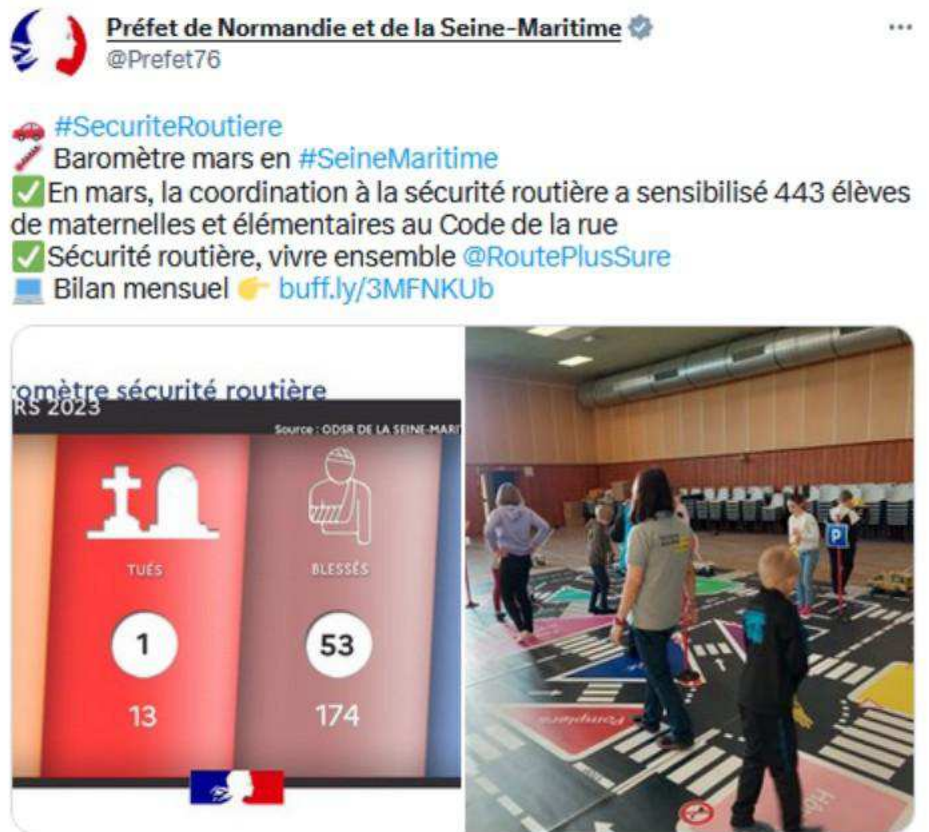 Préfet de Normandie et de la Seine-Maritime
@Prefet76
#SecuriteRoutiere
Baromètre mars en #SeineMaritime
En mars, la coordination à la sécurité routière a sensibilisé 443 élèves
de maternelles et élémentaires au Code de la rue
Sécurité routière, vivre ensemble @RoutePlusSure
Bilan mensuel 👉 buff.ly/3MFNKUb
omètre sécurité routière
RS 2023
Source : ODSR DE LA SEINE-MARI
TUÉS
BLESSÉS
1
53
13
174
P
Pompiers